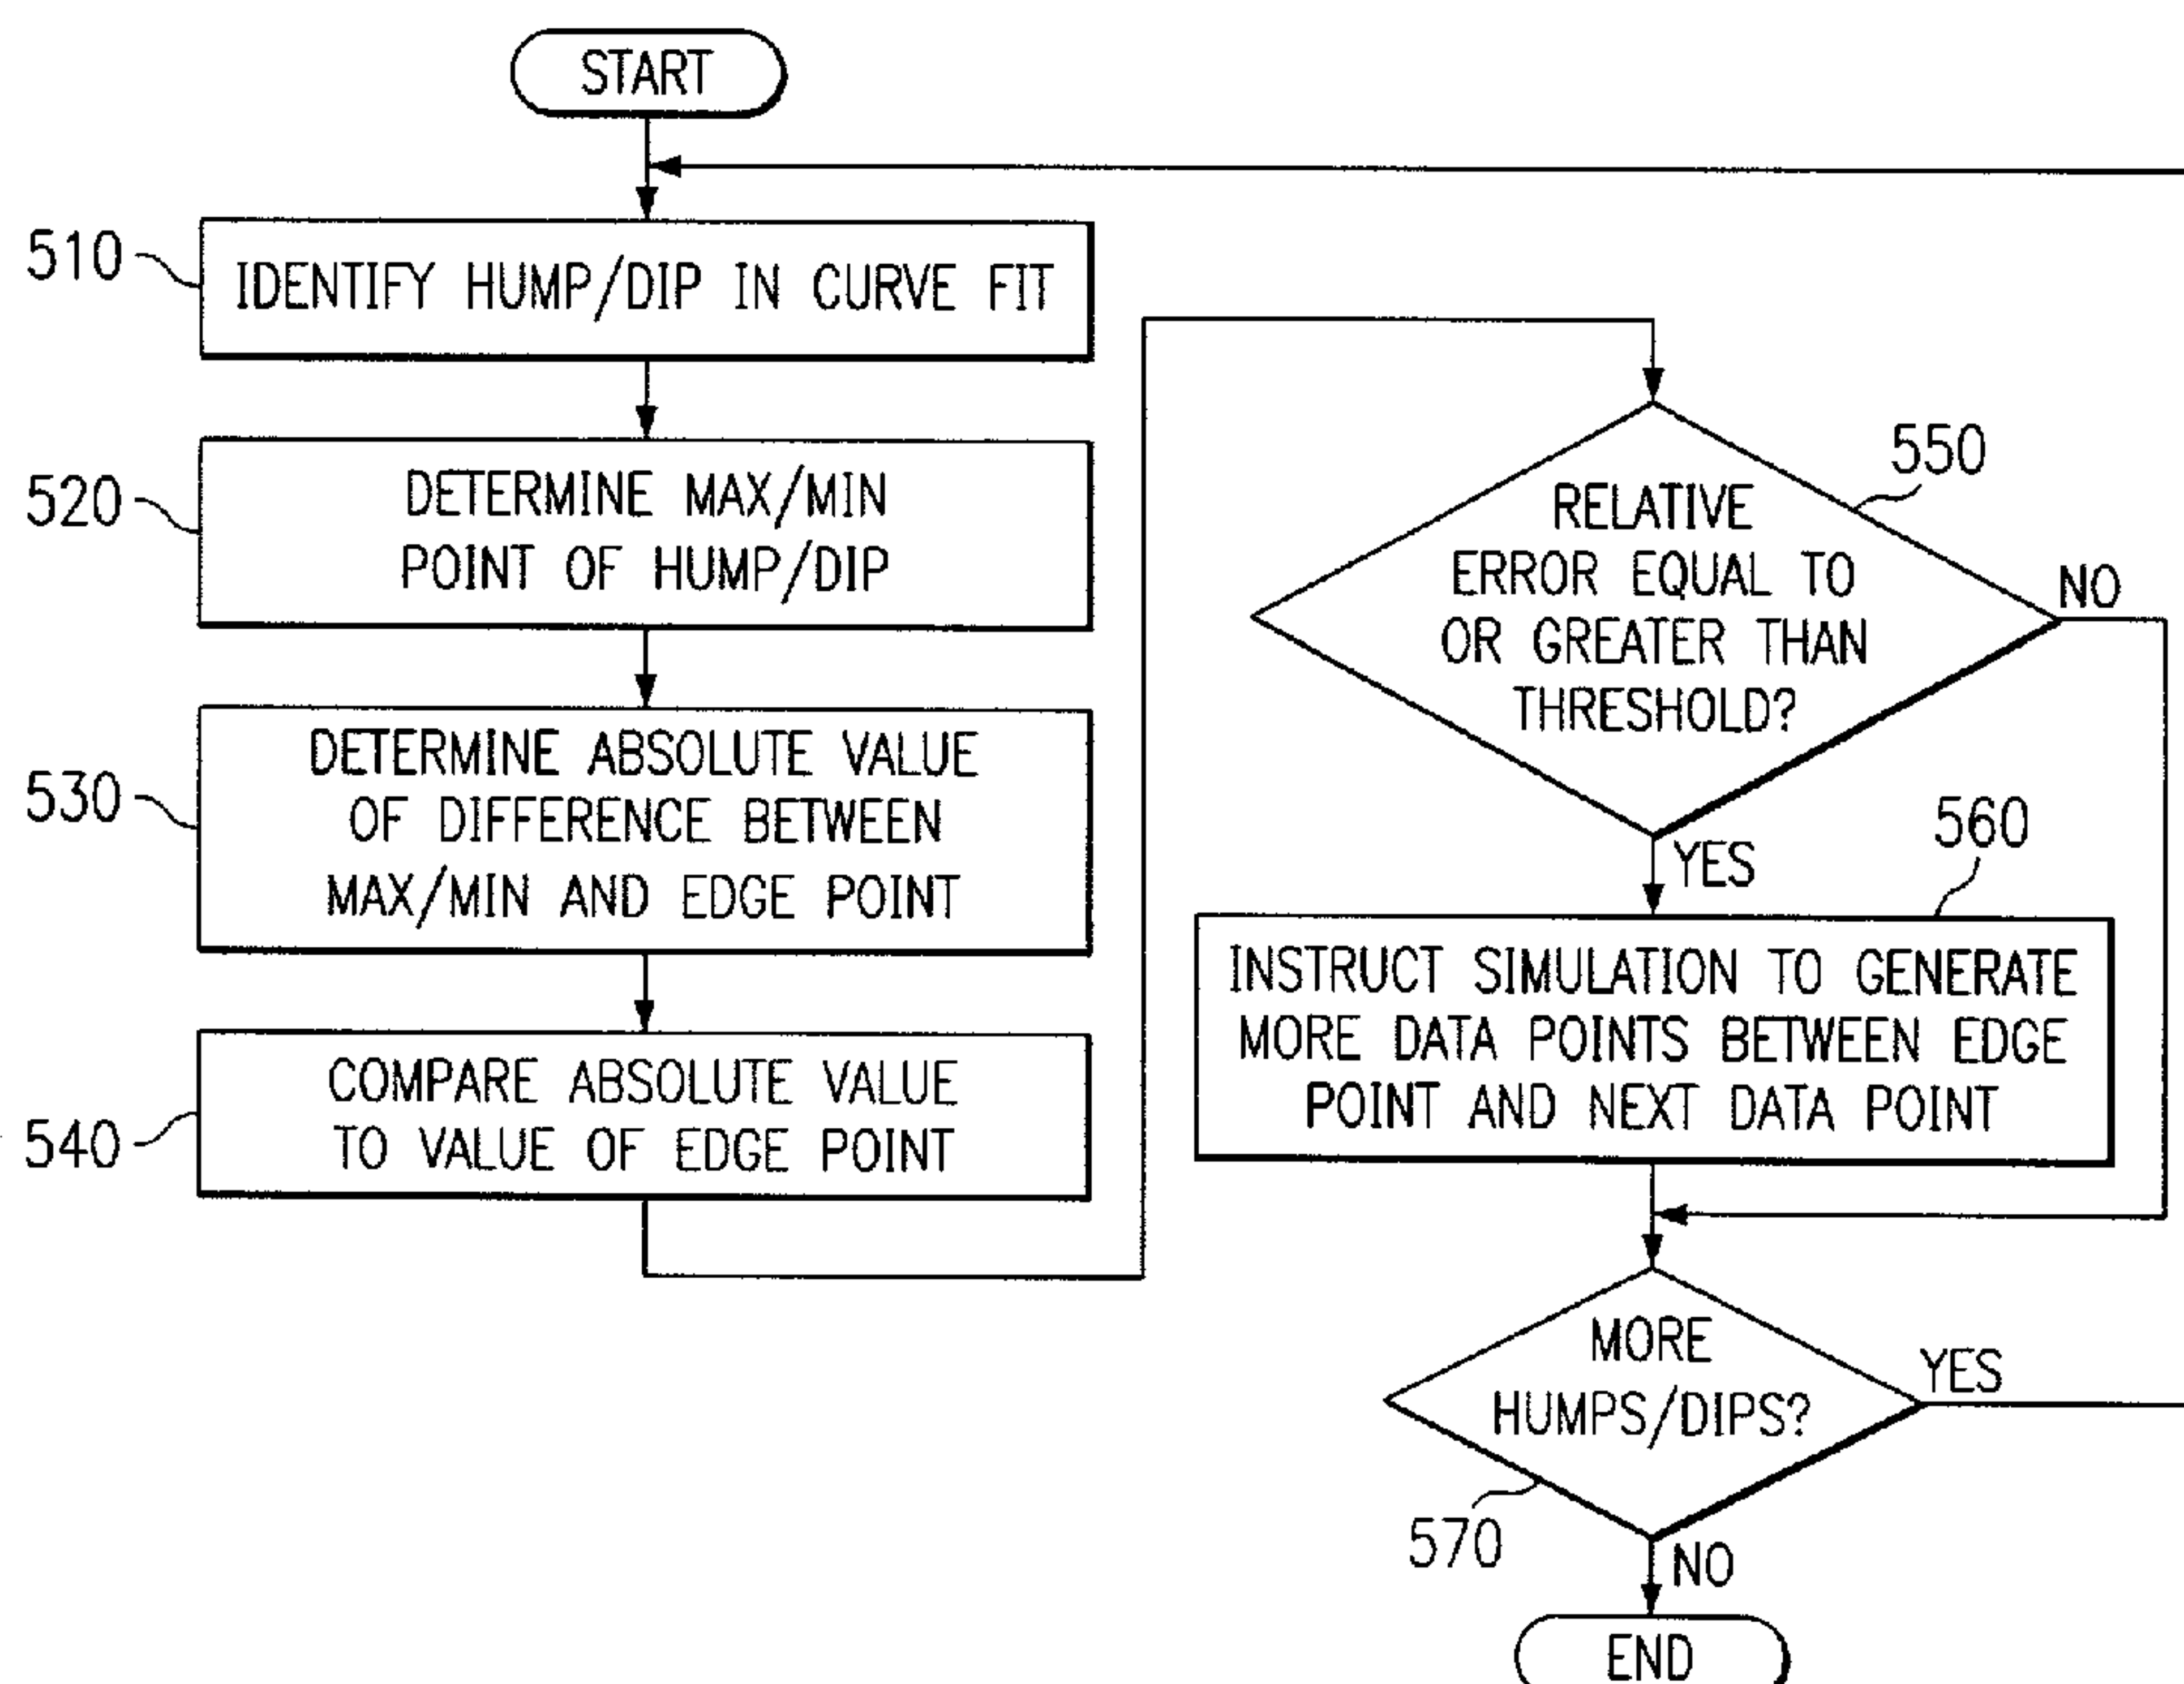 START
510
IDENTIFY HUMP/DIP IN CURVE FIT
520
DETERMINE MAX/MIN
POINT OF HUMP/DIP
530
DETERMINE ABSOLUTE VALUE
OF DIFFERENCE BETWEEN
MAX/MIN AND EDGE POINT
540
COMPARE ABSOLUTE VALUE
TO VALUE OF EDGE POINT
550
RELATIVE
ERROR EQUAL TO
OR GREATER THAN
THRESHOLD?
NO
YES
560
INSTRUCT SIMULATION TO GENERATE
MORE DATA POINTS BETWEEN EDGE
POINT AND NEXT DATA POINT
MORE
HUMPS/DIPS?
YES
570
NO
END